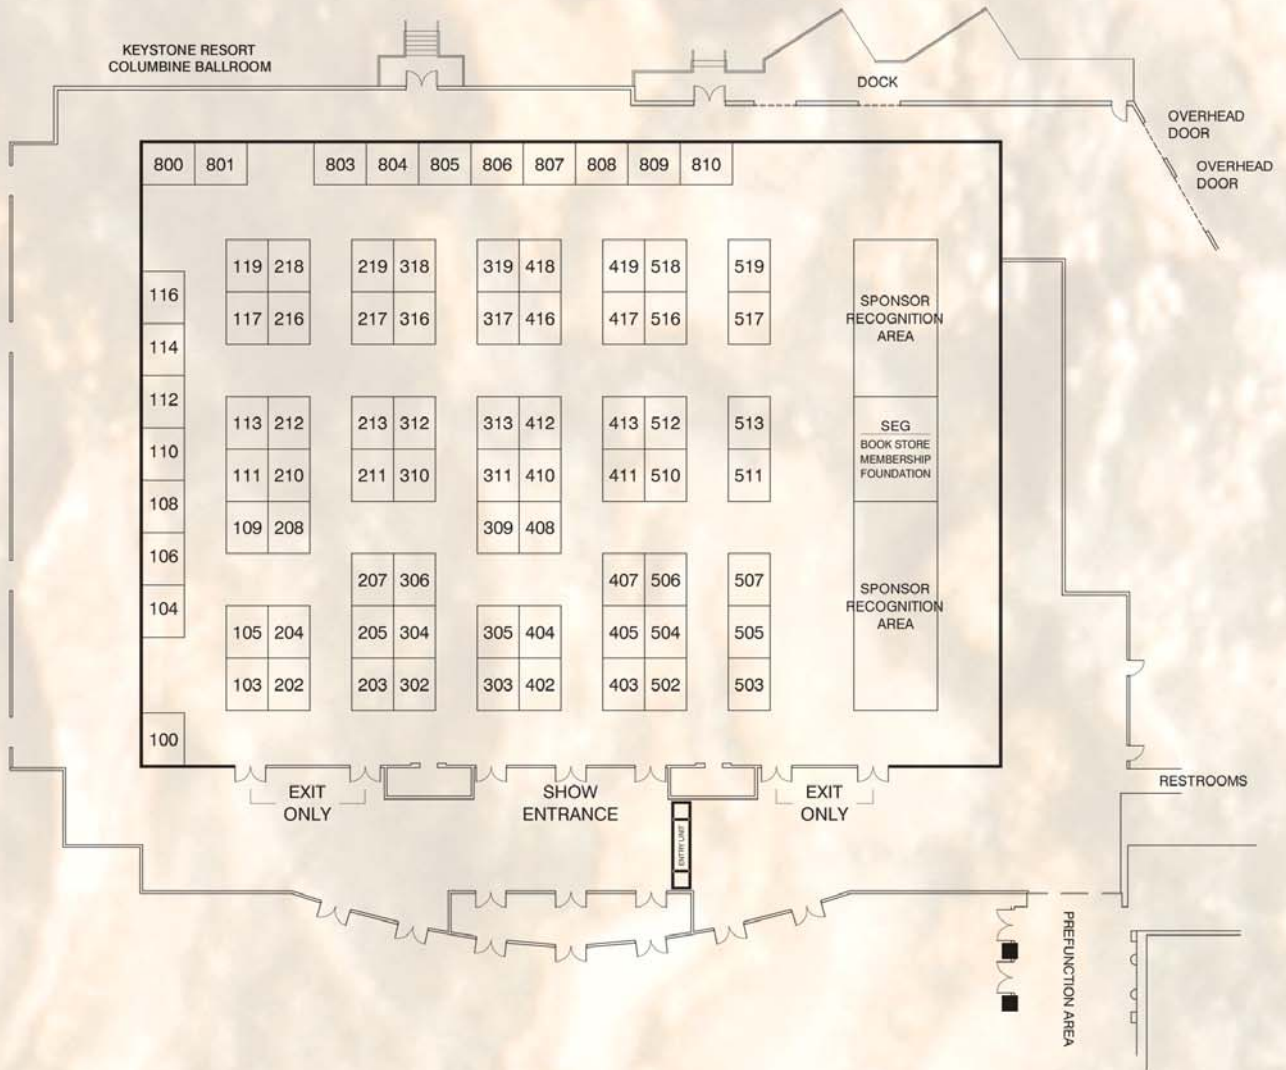 KEYSTONE RESORT
COLUMBINE BALLROOM
DOCK
OVERHEAD
DOOR
OVERHEAD
DOOR
800 801 803 804 805 806 807 808 809 810
119 218 219 318 319 418 419 518 519
116
117 216 217 316 317 416 417 516 517
SPONSOR
RECOGNITION
AREA
114
112
113 212 213 312 313 412 413 512 513
SEG
BOOK STORE
MEMBERSHIP
FOUNDATION
110
111 210 211 310 311 410 411 510 511
108
109 208 309 408
106
207 306 407 506 507
SPONSOR
RECOGNITION
AREA
104
105 204 205 304 305 404 405 504 505
103 202 203 302 303 402 403 502 503
100
EXIT
ONLY
SHOW
ENTRANCE
EXIT
ONLY
RESTROOMS
ENTRY UNIT
PREFUNCTION AREA